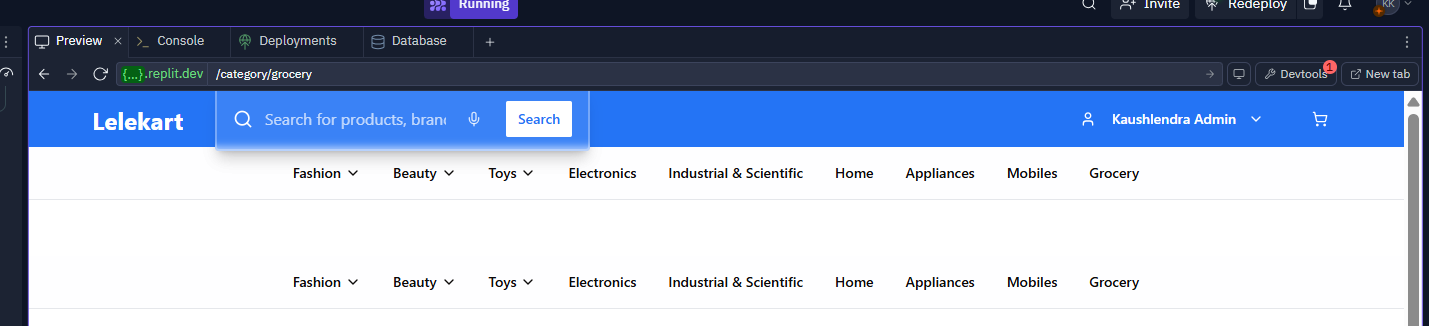 Running
Invite
Redeploy
KK
Preview
Console
Deployments
Database
{...}.replit.dev
/category/grocery
Devtools
1
New tab
Lelekart
Search for products, branc
Search
Kaushlendra Admin
Fashion Beauty Toys Electronics Industrial & Scientific Home Appliances Mobiles Grocery
Fashion Beauty Toys Electronics Industrial & Scientific Home Appliances Mobiles Grocery